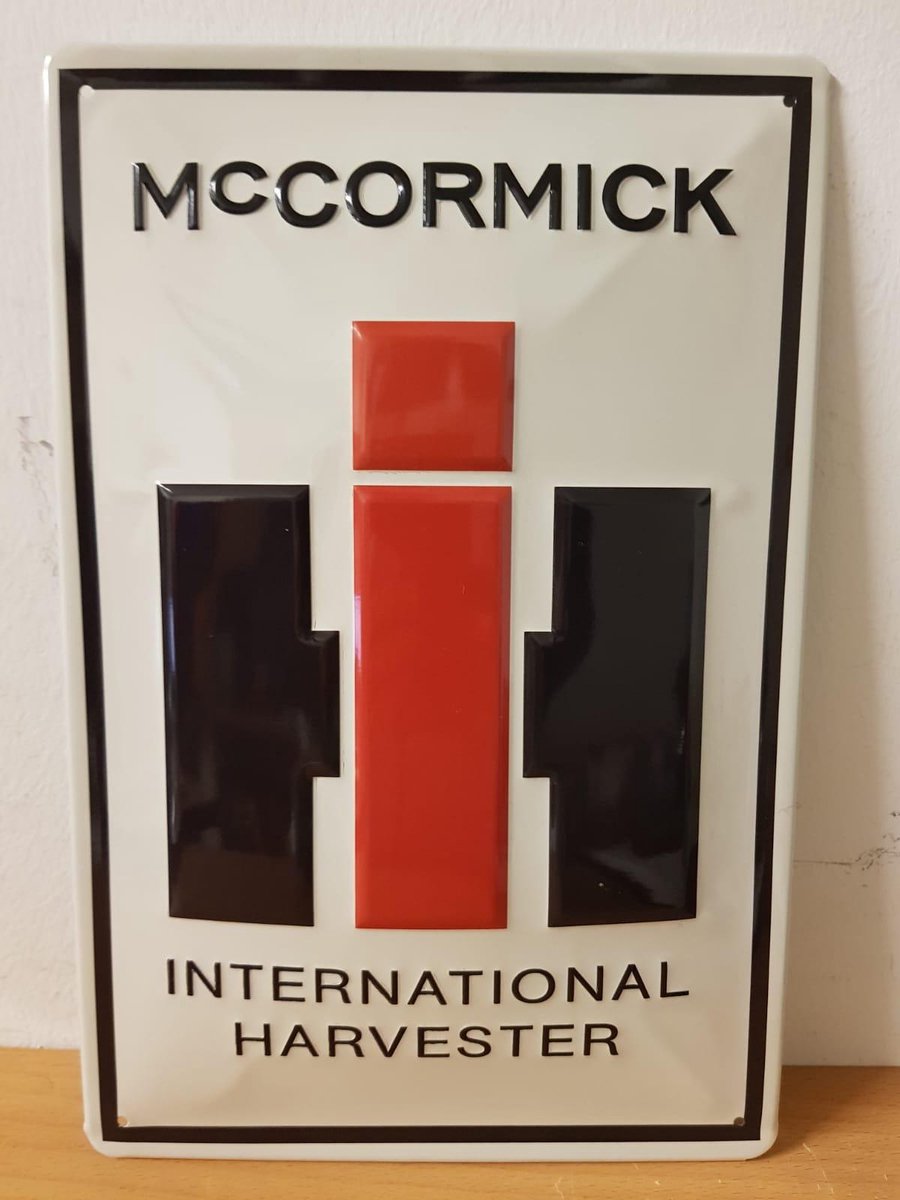 McCORMICK
INTERNATIONAL
HARVESTER